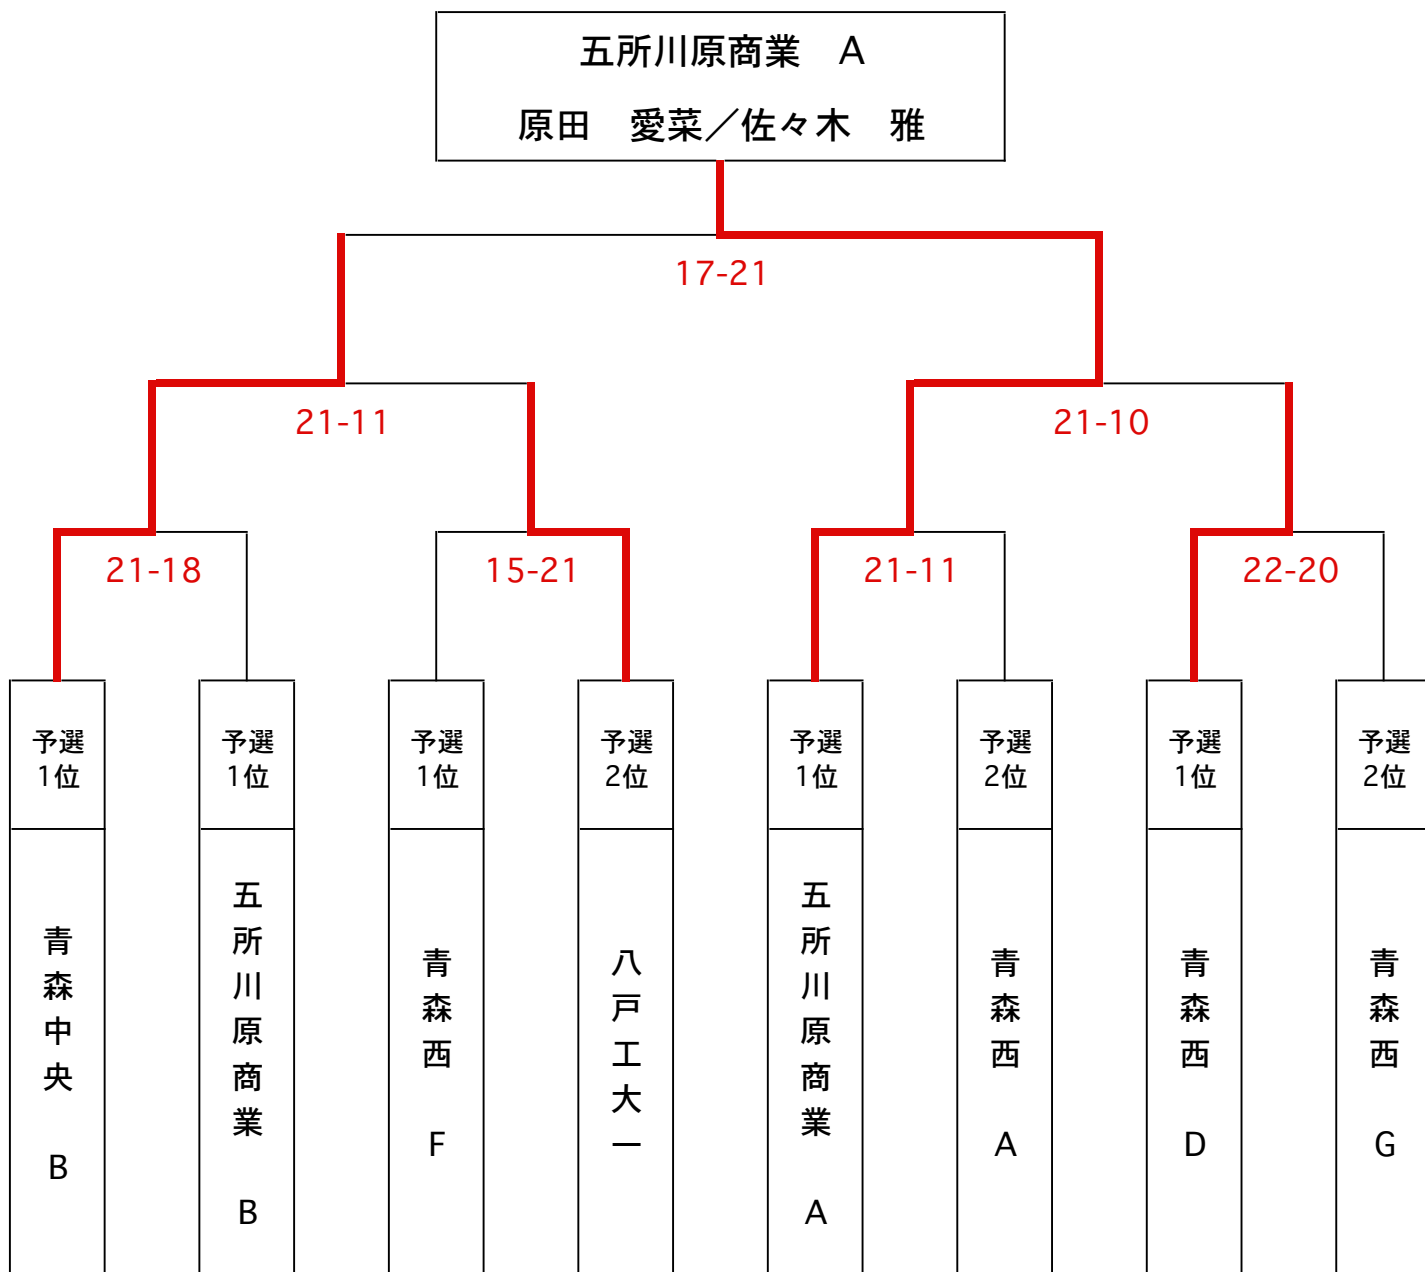 五所川原商業　A
原田　愛菜／佐々木　雅
17-21
21-11
21-10
21-18
15-21
21-11
22-20
予選
1位
予選
1位
予選
1位
予選
2位
予選
1位
予選
2位
予選
1位
予選
2位
青森中央　B
五所川原商業　B
青森西　F
八戸工大一
五所川原商業　A
青森西　A
青森西　D
青森西　G